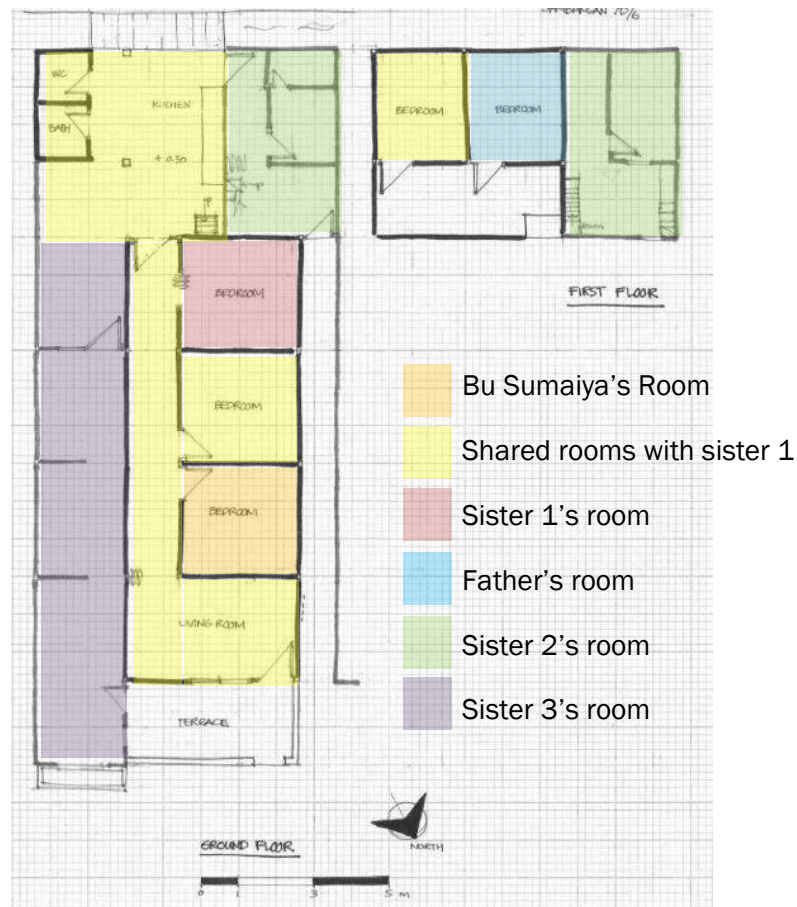 WC
KITCHEN
BATH
+ 0.30
UP
UP
BEDROOM
BEDROOM
BEDROOM
LIVING ROOM
TERRACE
GROUND FLOOR
BEDROOM
BEDROOM
FIRST FLOOR
Bu Sumaiya's Room
Shared rooms with sister 1
Sister 1's room
Father's room
Sister 2's room
Sister 3's room
NORTH
0 1 3 5 m